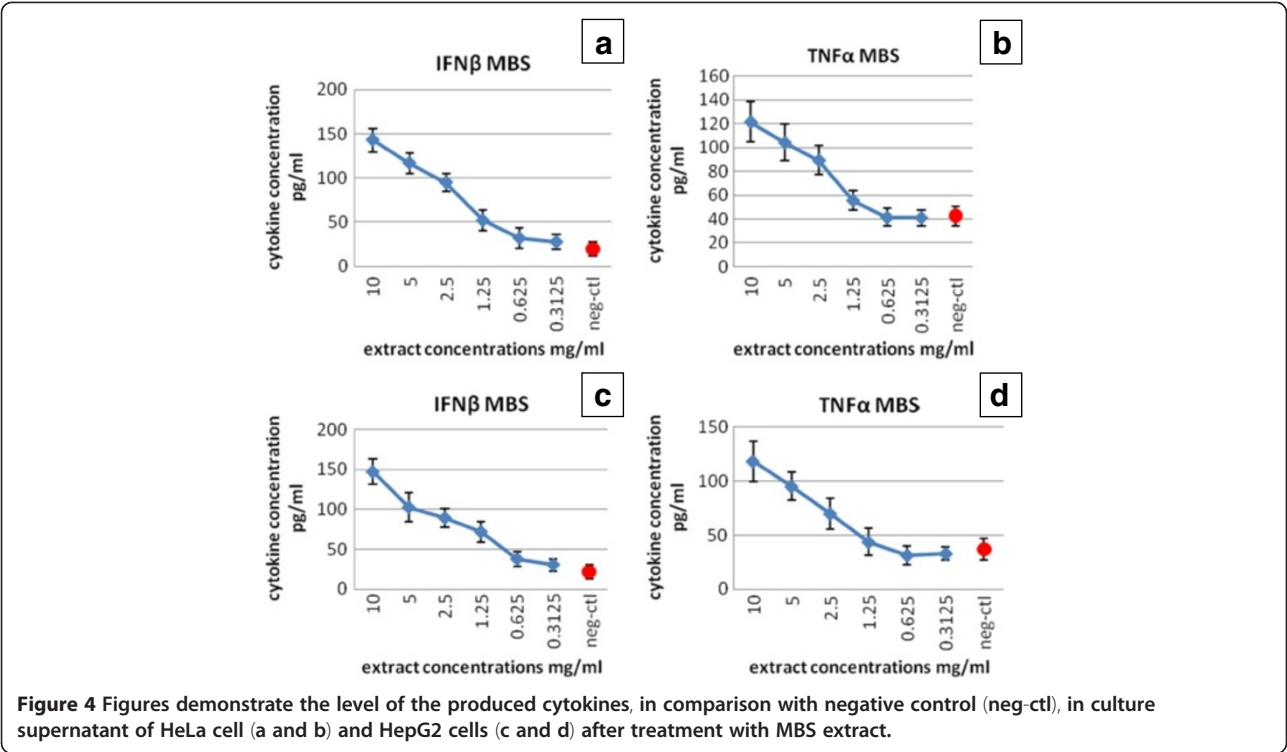 a
IFNβ MBS
cytokine concentration
pg/ml
200
150
100
50
0
10
5
2.5
1.25
0.625
0.3125
neg-ctl
extract concentrations mg/ml
b
TNFα MBS
cytokine concentration
pg/ml
160
140
120
100
80
60
40
20
0
10
5
2.5
1.25
0.625
0.3125
neg-ctl
extract concentrations mg/ml
c
IFNβ MBS
cytokine concentration
pg/ml
200
150
100
50
0
10
5
2.5
1.25
0.625
0.3125
neg-ctl
extract concentrations mg/ml
d
TNFα MBS
cytokine concentration
pg/ml
150
100
50
0
10
5
2.5
1.25
0.625
0.3125
neg-ctl
extract concentrations mg/ml
Figure 4 Figures demonstrate the level of the produced cytokines, in comparison with negative control (neg-ctl), in culture
supernatant of HeLa cell (a and b) and HepG2 cells (c and d) after treatment with MBS extract.